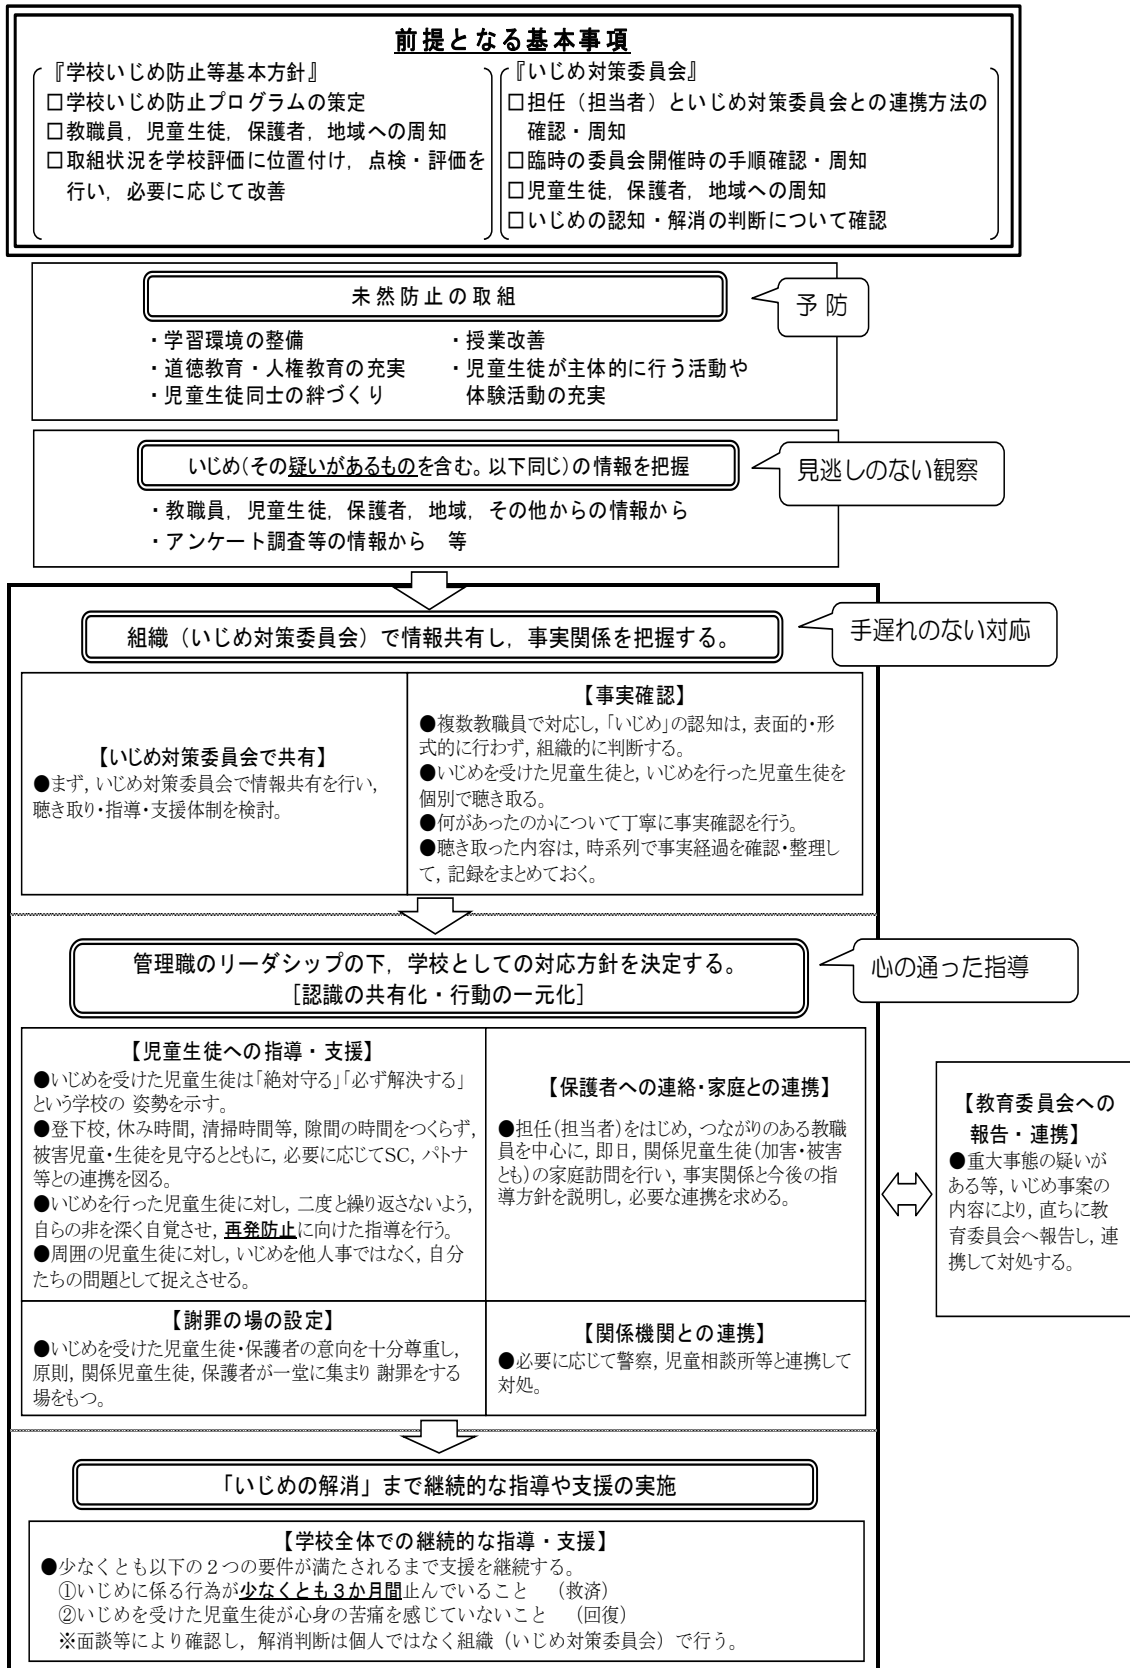 前提となる基本事項
『学校いじめ防止等基本方針』
□学校いじめ防止プログラムの策定
□教職員，児童生徒，保護者，地域への周知
□取組状況を学校評価に位置付け，点検・評価を
行い，必要に応じて改善
『いじめ対策委員会』
□担任（担当者）といじめ対策委員会との連携方法の
確認・周知
□臨時の委員会開催時の手順確認・周知
□児童生徒，保護者，地域への周知
□いじめの認知・解消の判断について確認
未然防止の取組
予防
・学習環境の整備
・道徳教育・人権教育の充実
・児童生徒同士の絆づくり
・授業改善
・児童生徒が主体的に行う活動や
体験活動の充実
いじめ（その疑いがあるものを含む。以下同じ）の情報を把握
見逃しのない観察
・教職員，児童生徒，保護者，地域，その他からの情報から
・アンケート調査等の情報から　等
組織（いじめ対策委員会）で情報共有し，事実関係を把握する。
手遅れのない対応
【いじめ対策委員会で共有】
●まず，いじめ対策委員会で情報共有を行い，
聴き取り・指導・支援体制を検討。
【事実確認】
●複数教職員で対応し，「いじめ」の認知は，表面的・形
式的に行わず，組織的に判断する。
●いじめを受けた児童生徒と，いじめを行った児童生徒を
個別で聴き取る。
●何があったのかについて丁寧に事実確認を行う。
●聴き取った内容は，時系列で事実経過を確認・整理し
て，記録をまとめておく。
管理職のリーダシップの下，学校としての対応方針を決定する。
［認識の共有化・行動の一元化］
心の通った指導
【児童生徒への指導・支援】
●いじめを受けた児童生徒は「絶対守る」「必ず解決する」
という学校の 姿勢を示す。
●登下校，休み時間，清掃時間等，隙間の時間をつくらず，
被害児童・生徒を見守るとともに，必要に応じてSC，パトナ
等との連携を図る。
●いじめを行った児童生徒に対し，二度と繰り返さないよう，
自らの非を深く自覚させ，再発防止に向けた指導を行う。
●周囲の児童生徒に対し，いじめを他人事ではなく，自分
たちの問題として捉えさせる。
【保護者への連絡・家庭との連携】
●担任（担当者）をはじめ，つながりのある教職
員を中心に，即日，関係児童生徒（加害・被害
とも）の家庭訪問を行い，事実関係と今後の指
導方針を説明し，必要な連携を求める。
【教育委員会への
報告・連携】
●重大事態の疑いが
ある等，いじめ事案の
内容により，直ちに教
育委員会へ報告し，連
携して対処する。
【謝罪の場の設定】
●いじめを受けた児童生徒・保護者の意向を十分尊重し，
原則，関係児童生徒，保護者が一堂に集まり 謝罪をする
場をもつ。
【関係機関との連携】
●必要に応じて警察，児童相談所等と連携して
対処。
「いじめの解消」まで継続的な指導や支援の実施
【学校全体での継続的な指導・支援】
●少なくとも以下の２つの要件が満たされるまで支援を継続する。
①いじめに係る行為が少なくとも３か月間止んでいること　（救済）
②いじめを受けた児童生徒が心身の苦痛を感じていないこと　（回復）
※面談等により確認し，解消判断は個人ではなく組織（いじめ対策委員会）で行う。